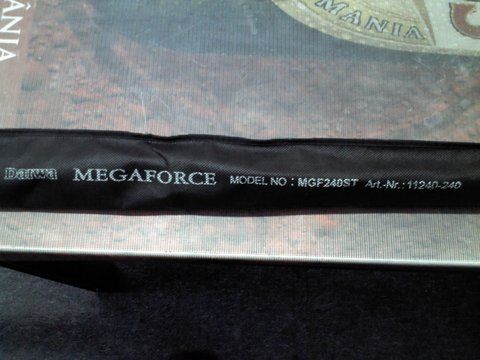 ÂNIA
MANIA
Daiwa MEGAFORCE MODEL NO : MGF240ST Art.-Nr.: 11240-240